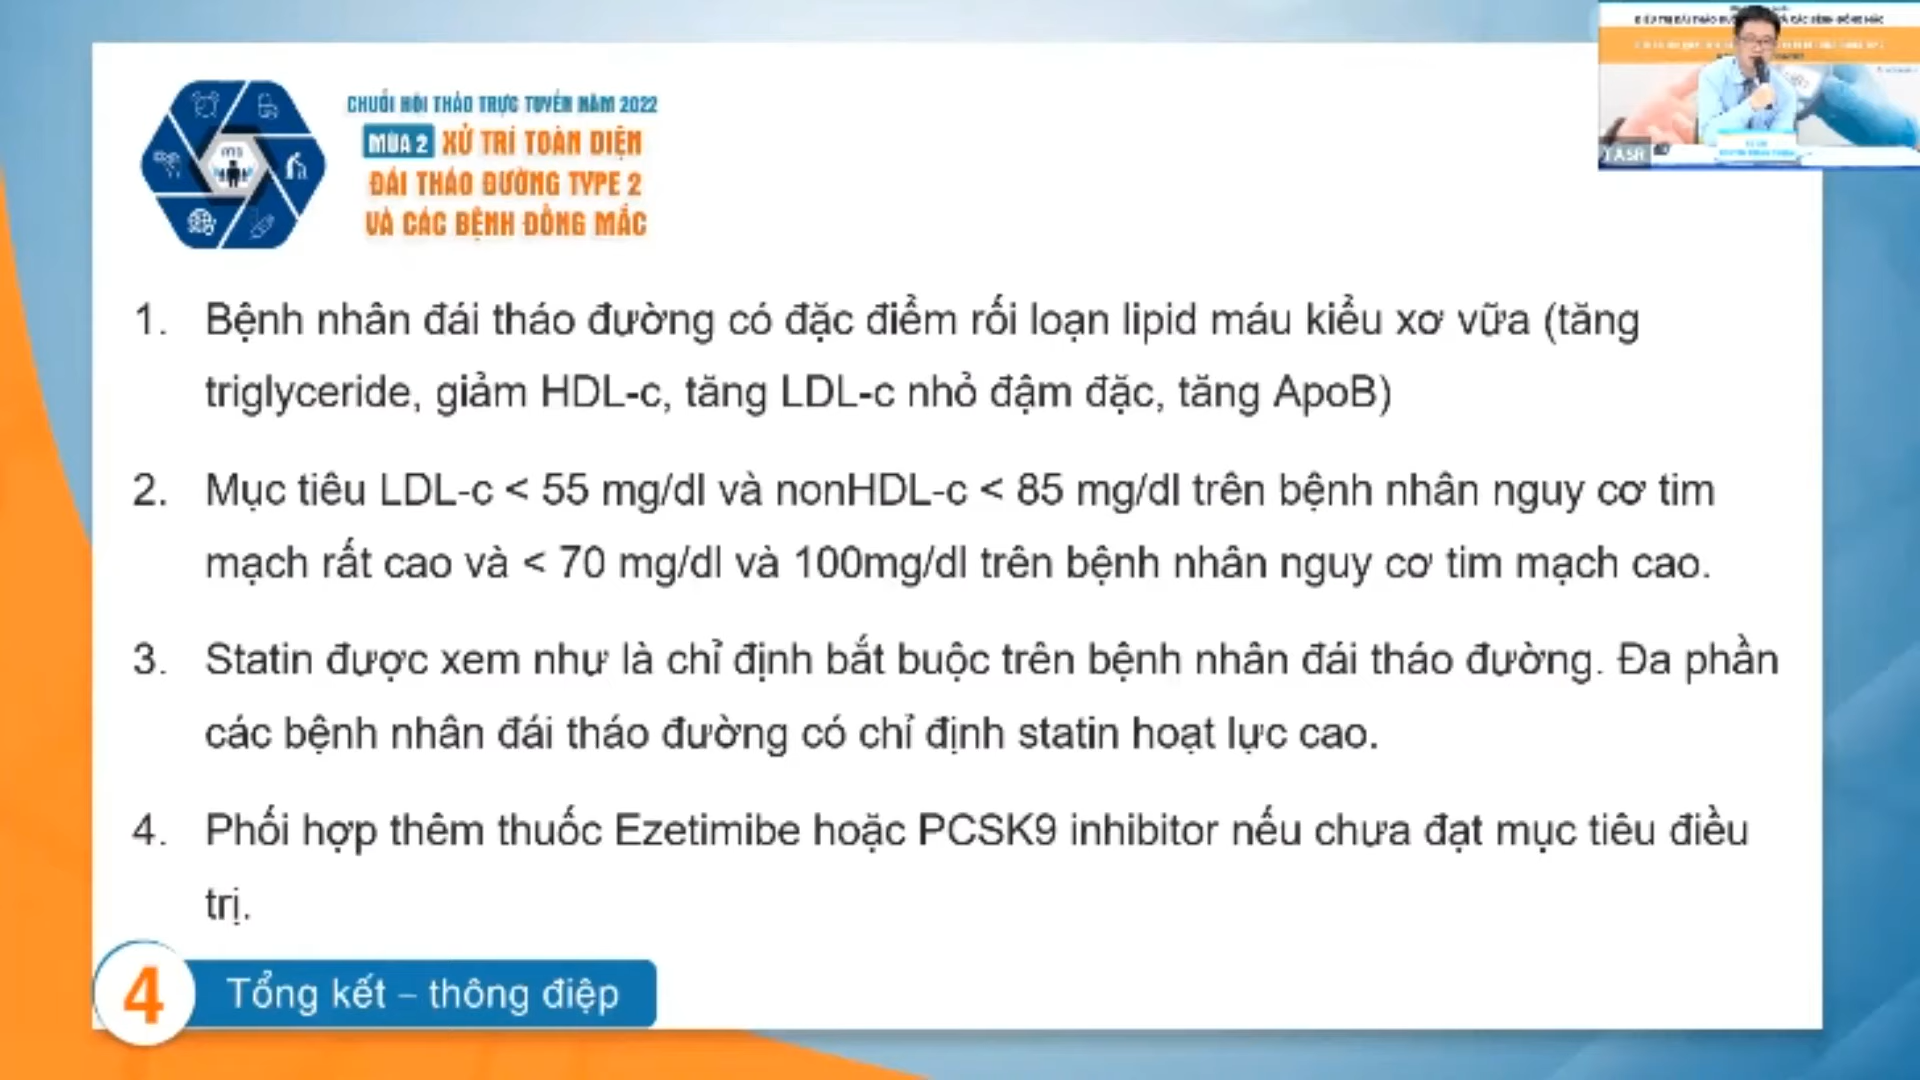 CHUỖI HỘI THẢO TRỰC TUYẾN NĂM 2022
MÙA 2 XỬ TRÍ TOÀN DIỆN
ĐÁI THÁO ĐƯỜNG TYPE 2
VÀ CÁC BỆNH ĐỒNG MẮC
1. Bệnh nhân đái tháo đường có đặc điểm rối loạn lipid máu kiểu xơ vữa (tăng
triglyceride, giảm HDL-c, tăng LDL-c nhỏ đậm đặc, tăng ApoB)
2. Mục tiêu LDL-c < 55 mg/dl và nonHDL-c < 85 mg/dl trên bệnh nhân nguy cơ tim
mạch rất cao và < 70 mg/dl và 100mg/dl trên bệnh nhân nguy cơ tim mạch cao.
3. Statin được xem như là chỉ định bắt buộc trên bệnh nhân đái tháo đường. Đa phần
các bệnh nhân đái tháo đường có chỉ định statin hoạt lực cao.
4. Phối hợp thêm thuốc Ezetimibe hoặc PCSK9 inhibitor nếu chưa đạt mục tiêu điều
trị.
4 Tổng kết – thông điệp